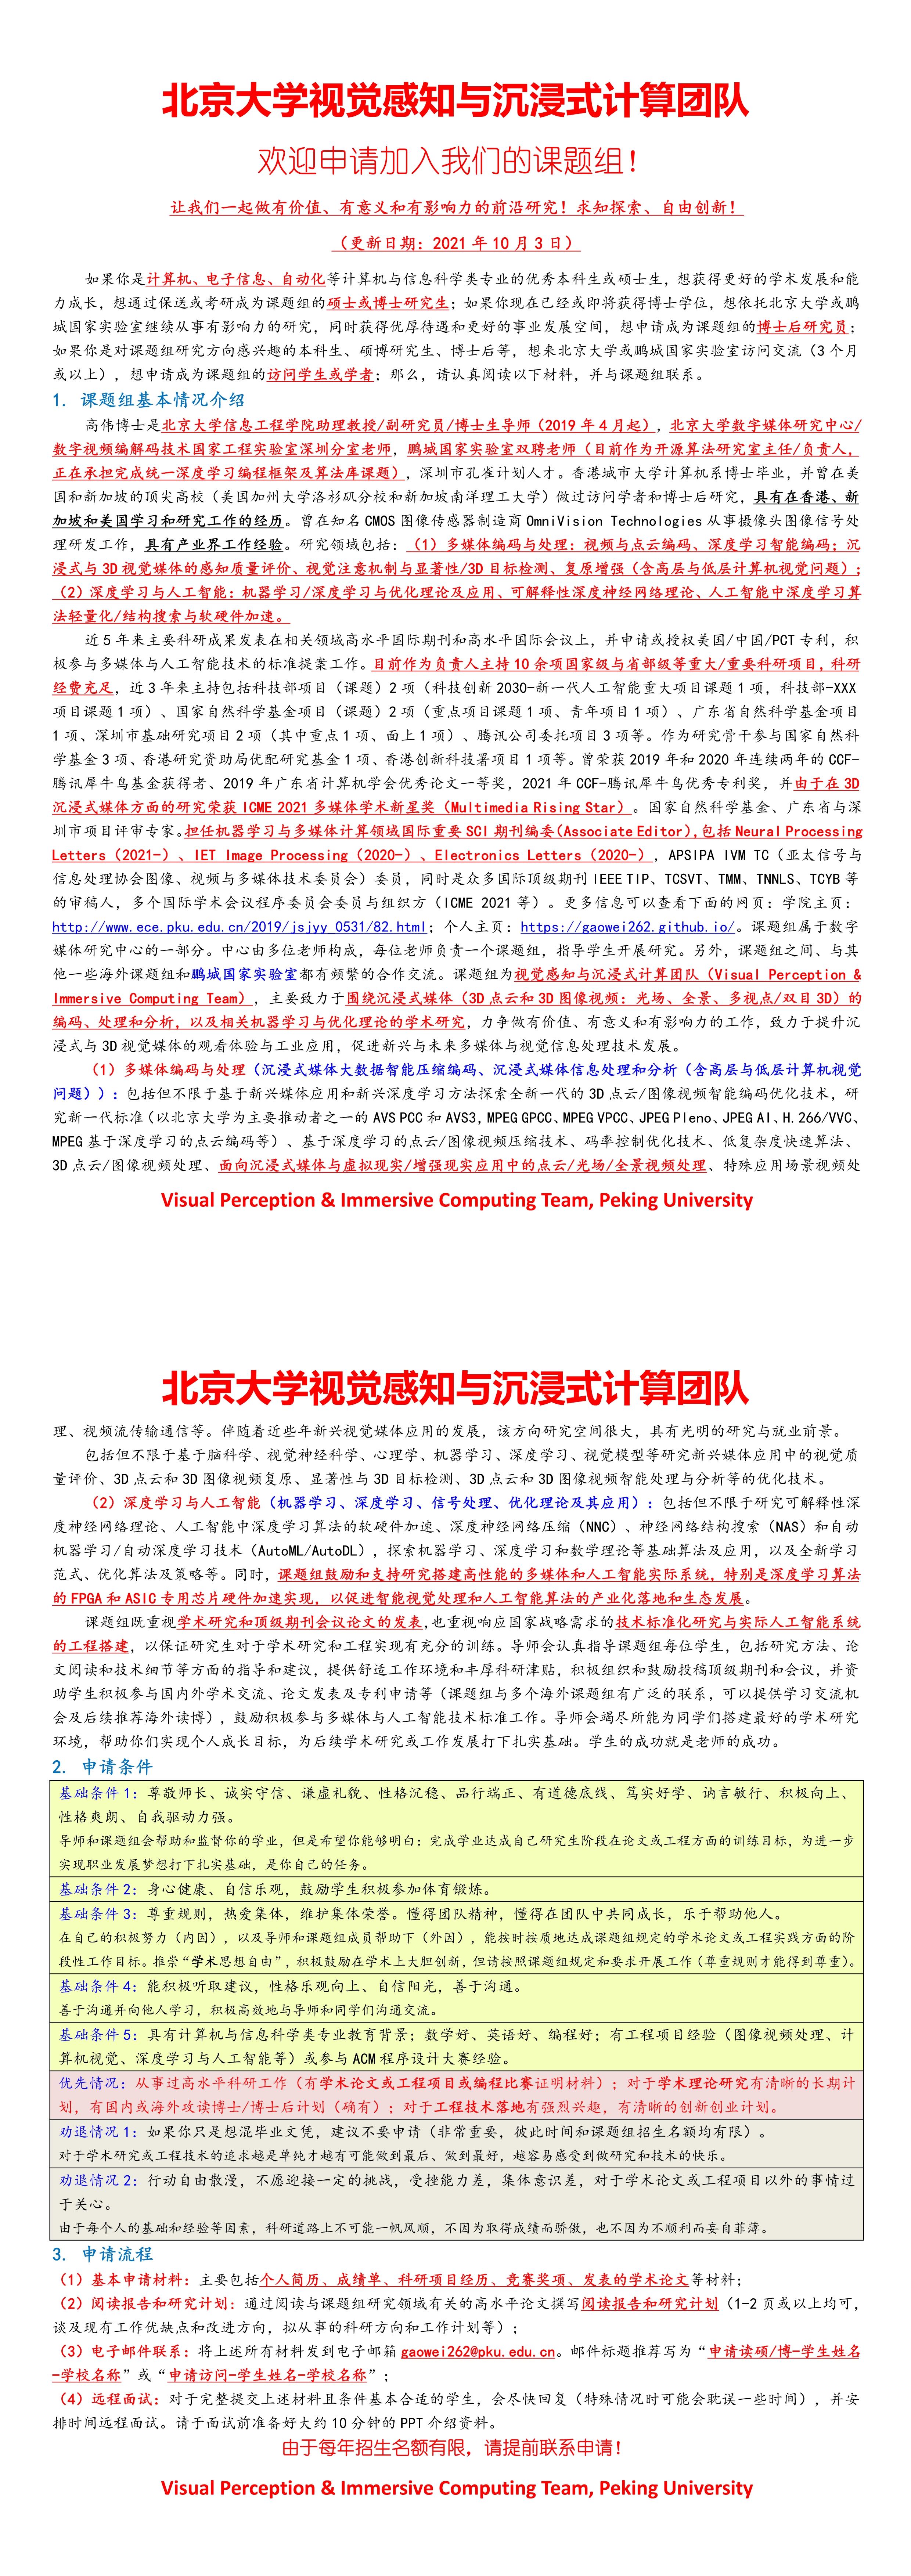 北京大学视觉感知与沉浸式计算团队
欢迎申请加入我们的课题组！
让我们一起做有价值、有意义和有影响力的前沿研究！求知探索、自由创新！
（更新日期：2021 年 10 月 3 日）
如果你是计算机、电子信息、自动化等计算机与信息科学类专业的优秀本科生或硕士生，想获得更好的学术发展和能
力成长，想通过保送或考研成为课题组的硕士或博士研究生；如果你现在已经或即将获得博士学位，想依托北京大学或鹏
城国家实验室继续从事有影响力的研究，同时获得优厚待遇和更好的事业发展空间，想申请成为课题组的博士后研究员；
如果你是对课题组研究方向感兴趣的本科生、硕博研究生、博士后等，想来北京大学或鹏城国家实验室访问交流（3 个月
或以上），想申请成为课题组的访问学生或学者；那么，请认真阅读以下材料，并与课题组联系。
1. 课题组基本情况介绍
高伟博士是北京大学信息工程学院助理教授/副研究员/博士生导师（2019 年 4 月起），北京大学数字媒体研究中心/
数字视频编解码技术国家工程实验室深圳分室老师，鹏城国家实验室双聘老师（目前作为开源算法研究室主任/负责人，
正在承担完成统一深度学习编程框架及算法库课题），深圳市孔雀计划人才。香港城市大学计算机系博士毕业，并曾在美
国和新加坡的顶尖高校（美国加州大学洛杉矶分校和新加坡南洋理工大学）做过访问学者和博士后研究，具有在香港、新
加坡和美国学习和研究工作的经历。曾在知名 CMOS 图像传感器制造商 OmniVision Technologies 从事摄像头图像信号处
理研发工作，具有产业界工作经验。研究领域包括：（1）多媒体编码与处理：视频与点云编码、深度学习智能编码；沉
浸式与 3D 视觉媒体的感知质量评价、视觉注意机制与显著性/3D 目标检测、复原增强（含高层与低层计算机视觉问题）；
（2）深度学习与人工智能：机器学习/深度学习与优化理论及应用、可解释性深度神经网络理论、人工智能中深度学习算
法轻量化/结构搜索与软硬件加速。
近 5 年来主要科研成果发表在相关领域高水平国际期刊和高水平国际会议上，并申请或授权美国/中国/PCT 专利，积
极参与多媒体与人工智能技术的标准提案工作。目前作为负责人主持 10 余项国家级与省部级等重大/重要科研项目，科研
经费充足，近 3 年来主持包括科技部项目（课题）2 项（科技创新 2030-新一代人工智能重大项目课题 1 项，科技部-XXX
项目课题 1 项）、国家自然科学基金项目（课题）2 项（重点项目课题 1 项、青年项目 1 项）、广东省自然科学基金项目
1 项、深圳市基础研究项目 2 项（其中重点 1 项、面上 1 项）、腾讯公司委托项目 3 项等。作为研究骨干参与国家自然科
学基金 3 项、香港研究资助局优配研究基金 1 项、香港创新科技署项目 1 项等。曾荣获 2019 年和 2020 年连续两年的 CCF-
腾讯犀牛鸟基金获得者、2019 年广东省计算机学会优秀论文一等奖，2021 年 CCF-腾讯犀牛鸟优秀专利奖，并由于在 3D
沉浸式媒体方面的研究荣获 ICME 2021 多媒体学术新星奖（Multimedia Rising Star）。国家自然科学基金、广东省与深
圳市项目评审专家。担任机器学习与多媒体计算领域国际重要 SCI 期刊编委(Associate Editor)，包括 Neural Processing
Letters（2021-）、IET Image Processing（2020-）、Electronics Letters（2020-），APSIPA IVM TC（亚太信号与
信息处理协会图像、视频与多媒体技术委员会）委员，同时是众多国际顶级期刊 IEEE TIP、TCSVT、TMM、TNNLS、TCYB 等
的审稿人，多个国际学术会议程序委员会委员与组织方（ICME 2021 等）。更多信息可以查看下面的网页：学院主页：
http://www.ece.pku.edu.cn/2019/jsjyy_0531/82.html；个人主页：https://gaowei262.github.io/。课题组属于数字
媒体研究中心的一部分。中心由多位老师构成，每位老师负责一个课题组，指导学生开展研究。另外，课题组之间、与其
他一些海外课题组和鹏城国家实验室都有频繁的合作交流。课题组为视觉感知与沉浸式计算团队（Visual Perception &
Immersive Computing Team），主要致力于围绕沉浸式媒体（3D 点云和 3D 图像视频：光场、全景、多视点/双目 3D）的
编码、处理和分析，以及相关机器学习与优化理论的学术研究，力争做有价值、有意义和有影响力的工作，致力于提升沉
浸式与 3D 视觉媒体的观看体验与工业应用，促进新兴与未来多媒体与视觉信息处理技术发展。
（1）多媒体编码与处理（沉浸式媒体大数据智能压缩编码、沉浸式媒体信息处理和分析（含高层与低层计算机视觉
问题））：包括但不限于基于新兴媒体应用和新兴深度学习方法探索全新一代的 3D 点云/图像视频智能编码优化技术，研
究新一代标准（以北京大学为主要推动者之一的 AVS PCC 和 AVS3，MPEG GPCC、MPEG VPCC、JPEG Pleno、JPEG AI、H.266/VVC、
MPEG 基于深度学习的点云编码等）、基于深度学习的点云/图像视频压缩技术、码率控制优化技术、低复杂度快速算法、
3D 点云/图像视频处理、面向沉浸式媒体与虚拟现实/增强现实应用中的点云/光场/全景视频处理、特殊应用场景视频处
Visual Perception & Immersive Computing Team, Peking University
北京大学视觉感知与沉浸式计算团队
理、视频流传输通信等。伴随着近些年新兴视觉媒体应用的发展，该方向研究空间很大，具有光明的研究与就业前景。
包括但不限于基于脑科学、视觉神经科学、心理学、机器学习、深度学习、视觉模型等研究新兴媒体应用中的视觉质
量评价、3D 点云和 3D 图像视频复原、显著性与 3D 目标检测、3D 点云和 3D 图像视频智能处理与分析等的优化技术。
（2）深度学习与人工智能（机器学习、深度学习、信号处理、优化理论及其应用）：包括但不限于研究可解释性深
度神经网络理论、人工智能中深度学习算法的软硬件加速、深度神经网络压缩（NNC）、神经网络结构搜索（NAS）和自动
机器学习/自动深度学习技术（AutoML/AutoDL），探索机器学习、深度学习和数学理论等基础算法及应用，以及全新学习
范式、优化算法及策略等。同时，课题组鼓励和支持研究搭建高性能的多媒体和人工智能实际系统，特别是深度学习算法
的 FPGA 和 ASIC 专用芯片硬件加速实现，以促进智能视觉处理和人工智能算法的产业化落地和生态发展。
课题组既重视学术研究和顶级期刊会议论文的发表，也重视响应国家战略需求的技术标准化研究与实际人工智能系统
的工程搭建，以保证研究生对于学术研究和工程实现有充分的训练。导师会认真指导课题组每位学生，包括研究方法、论
文阅读和技术细节等方面的指导和建议，提供舒适工作环境和丰厚科研津贴，积极组织和鼓励投稿顶级期刊和会议，并资
助学生积极参与国内外学术交流、论文发表及专利申请等（课题组与多个海外课题组有广泛的联系，可以提供学习交流机
会及后续推荐海外读博），鼓励积极参与多媒体与人工智能技术标准工作。导师会竭尽所能为同学们搭建最好的学术研究
环境，帮助你们实现个人成长目标，为后续学术研究或工作发展打下扎实基础。学生的成功就是老师的成功。
2. 申请条件
基础条件 1：尊敬师长、诚实守信、谦虚礼貌、性格沉稳、品行端正、有道德底线、笃实好学、讷言敏行、积极向上、
性格爽朗、自我驱动力强。
导师和课题组会帮助和监督你的学业，但是希望你能够明白：完成学业达成自己研究生阶段在论文或工程方面的训练目标，为进一步
实现职业发展梦想打下扎实基础，是你自己的任务。
基础条件 2：身心健康、自信乐观，鼓励学生积极参加体育锻炼。
基础条件 3：尊重规则，热爱集体，维护集体荣誉。懂得团队精神，懂得在团队中共同成长，乐于帮助他人。
在自己的积极努力（内因），以及导师和课题组成员帮助下（外因），能按时按质地达成课题组规定的学术论文或工程实践方面的阶
段性工作目标。推崇“学术思想自由”，积极鼓励在学术上大胆创新，但请按照课题组规定和要求开展工作（尊重规则才能得到尊重）。
基础条件 4：能积极听取建议，性格乐观向上、自信阳光，善于沟通。
善于沟通并向他人学习，积极高效地与导师和同学们沟通交流。
基础条件 5：具有计算机与信息科学类专业教育背景；数学好、英语好、编程好；有工程项目经验（图像视频处理、计
算机视觉、深度学习与人工智能等）或参与 ACM 程序设计大赛经验。
优先情况：从事过高水平科研工作（有学术论文或工程项目或编程比赛证明材料）；对于学术理论研究有清晰的长期计
划，有国内或海外攻读博士/博士后计划（确有）；对于工程技术落地有强烈兴趣，有清晰的创新创业计划。
劝退情况 1：如果你只是想混毕业文凭，建议不要申请（非常重要，彼此时间和课题组招生名额均有限）。
对于学术研究或工程技术的追求越是单纯才越有可能做到最后、做到最好，越容易感受到做研究和技术的快乐。
劝退情况 2：行动自由散漫，不愿迎接一定的挑战，受挫能力差，集体意识差，对于学术论文或工程项目以外的事情过
于关心。
由于每个人的基础和经验等因素，科研道路上不可能一帆风顺，不因为取得成绩而骄傲，也不因为不顺利而妄自菲薄。
3. 申请流程
（1）基本申请材料：主要包括个人简历、成绩单、科研项目经历、竞赛奖项、发表的学术论文等材料；
（2）阅读报告和研究计划：通过阅读与课题组研究领域有关的高水平论文撰写阅读报告和研究计划（1-2 页或以上均可，
谈及现有工作优缺点和改进方向，拟从事的科研方向和工作计划等）；
（3）电子邮件联系：将上述所有材料发到电子邮箱 gaowei262@pku.edu.cn。邮件标题推荐写为“申请读硕/博-学生姓名
-学校名称”或“申请访问-学生姓名-学校名称”；
（4）远程面试：对于完整提交上述材料且条件基本合适的学生，会尽快回复（特殊情况时可能会耽误一些时间），并安
排时间远程面试。请于面试前准备好大约 10 分钟的 PPT 介绍资料。
由于每年招生名额有限，请提前联系申请！
Visual Perception & Immersive Computing Team, Peking University